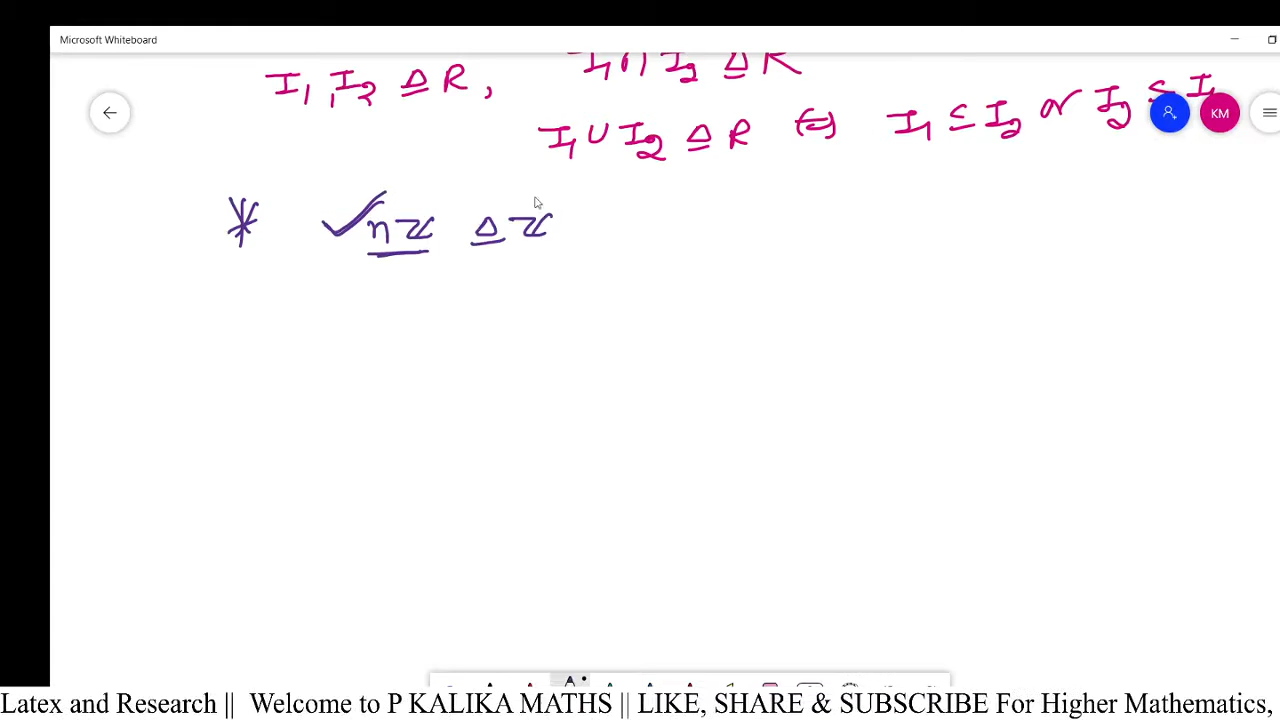 Microsoft Whiteboard
I₁ ∩ I₂ ⊴ R
I₁, I₂ ⊴ R,
I₁ ∪ I₂ ⊴ R ⇔ I₁ ⊆ I₂ or I₂ ⊆ I₁
KM
* ✓ nℤ ⊴ ℤ
Latex and Research || Welcome to P KALIKA MATHS || LIKE, SHARE & SUBSCRIBE For Higher Mathematics,